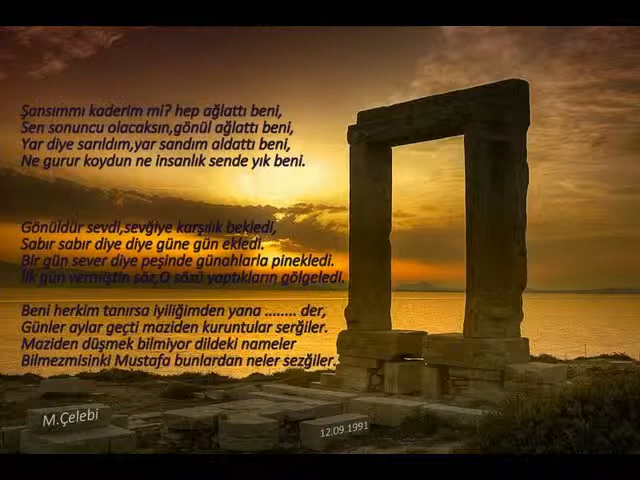 Şansımmı kaderim mi? hep ağlattı beni,
Sen sonuncu olacaksın,gönül ağlattı beni,
Yar diye sarıldım,yar sandım aldattı beni,
Ne gurur koydun ne insanlık sende yık beni.
Gönüldür sevdi,sevğiye karşılık bekledi,
Sabır sabır diye diye güne gün ekledi.
Bir gün sever diye peşinde günahlarla pinekledi.
İlk gün vermiştin söz,O sözü yaptıkların gölgeledi.
Beni herkim tanırsa iyiliğimden yana ........ der,
Günler aylar geçti maziden kuruntular serğiler.
Maziden düşmek bilmiyor dildeki nameler
Bilmezmisinki Mustafa bunlardan neler sezğiler.
M.Çelebi
12.09.1991